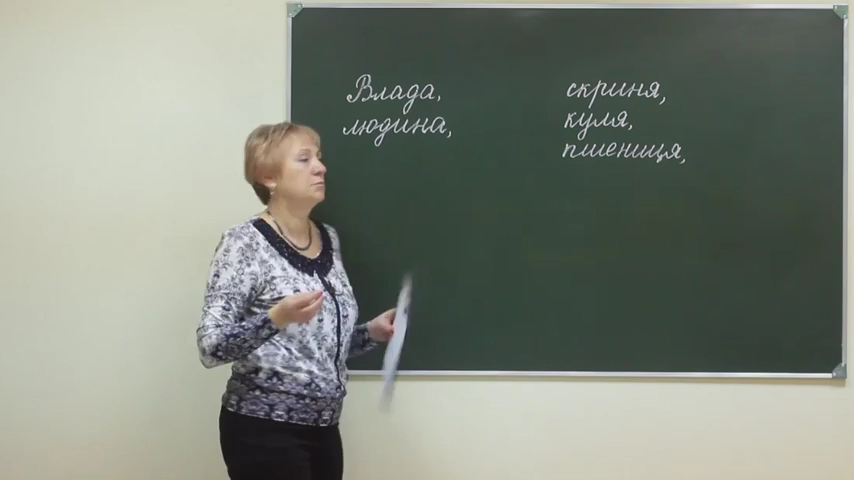 Влада,
людина,
скриня,
куля,
пшениця,